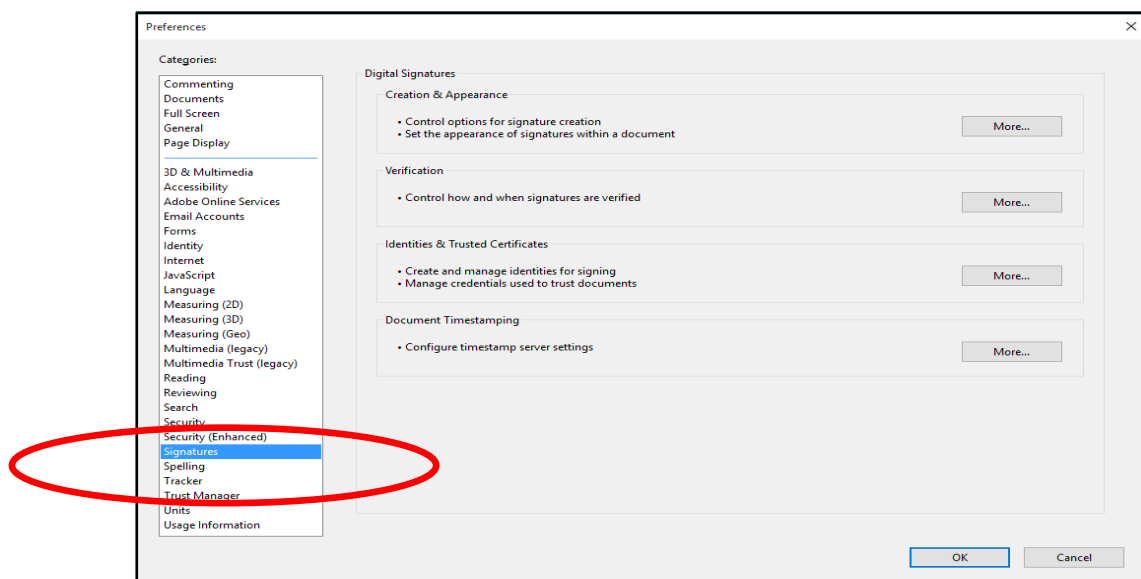 Preferences
Categories:
Commenting
Documents
Full Screen
General
Page Display
3D & Multimedia
Accessibility
Adobe Online Services
Email Accounts
Forms
Identity
Internet
JavaScript
Language
Measuring (2D)
Measuring (3D)
Measuring (Geo)
Multimedia (legacy)
Multimedia Trust (legacy)
Reading
Reviewing
Search
Security
Security (Enhanced)
Signatures
Spelling
Tracker
Trust Manager
Units
Usage Information
Digital Signatures
Creation & Appearance
• Control options for signature creation
• Set the appearance of signatures within a document
More...
Verification
• Control how and when signatures are verified
More...
Identities & Trusted Certificates
• Create and manage identities for signing
• Manage credentials used to trust documents
More...
Document Timestamping
• Configure timestamp server settings
More...
OK
Cancel